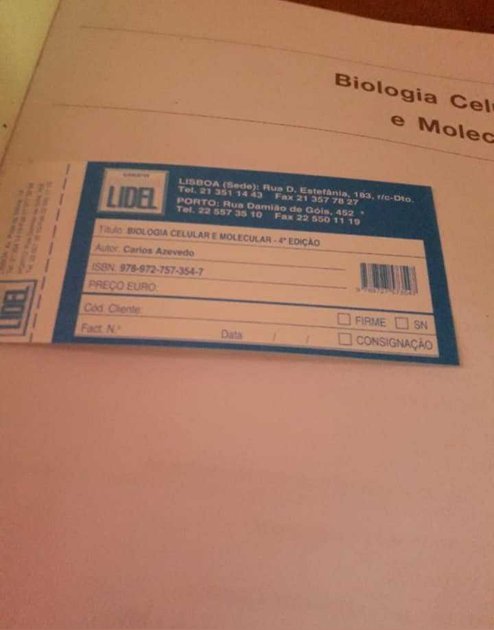 Biologia
e
GRUPO
LIDEL
LISBOA (Sede): Rua D. Estefânia, 183, r/c-Dto.
Tel. 21 351 14 43 Fax 21 357 78 27
PORTO: Rua Damião de Góis, 452
Tel. 22 557 35 10 Fax 22 550 11 19
Título: BIOLOGIA CELULAR E MOLECULAR - 4ª EDIÇÃO
Autor: Carlos Azevedo
ISBN: 978-972-757-354-7
PREÇO EURO:
Cód. Cliente:
FIRME SN
Fact. N.º Data / /
CONSIGNAÇÃO
LIDEL